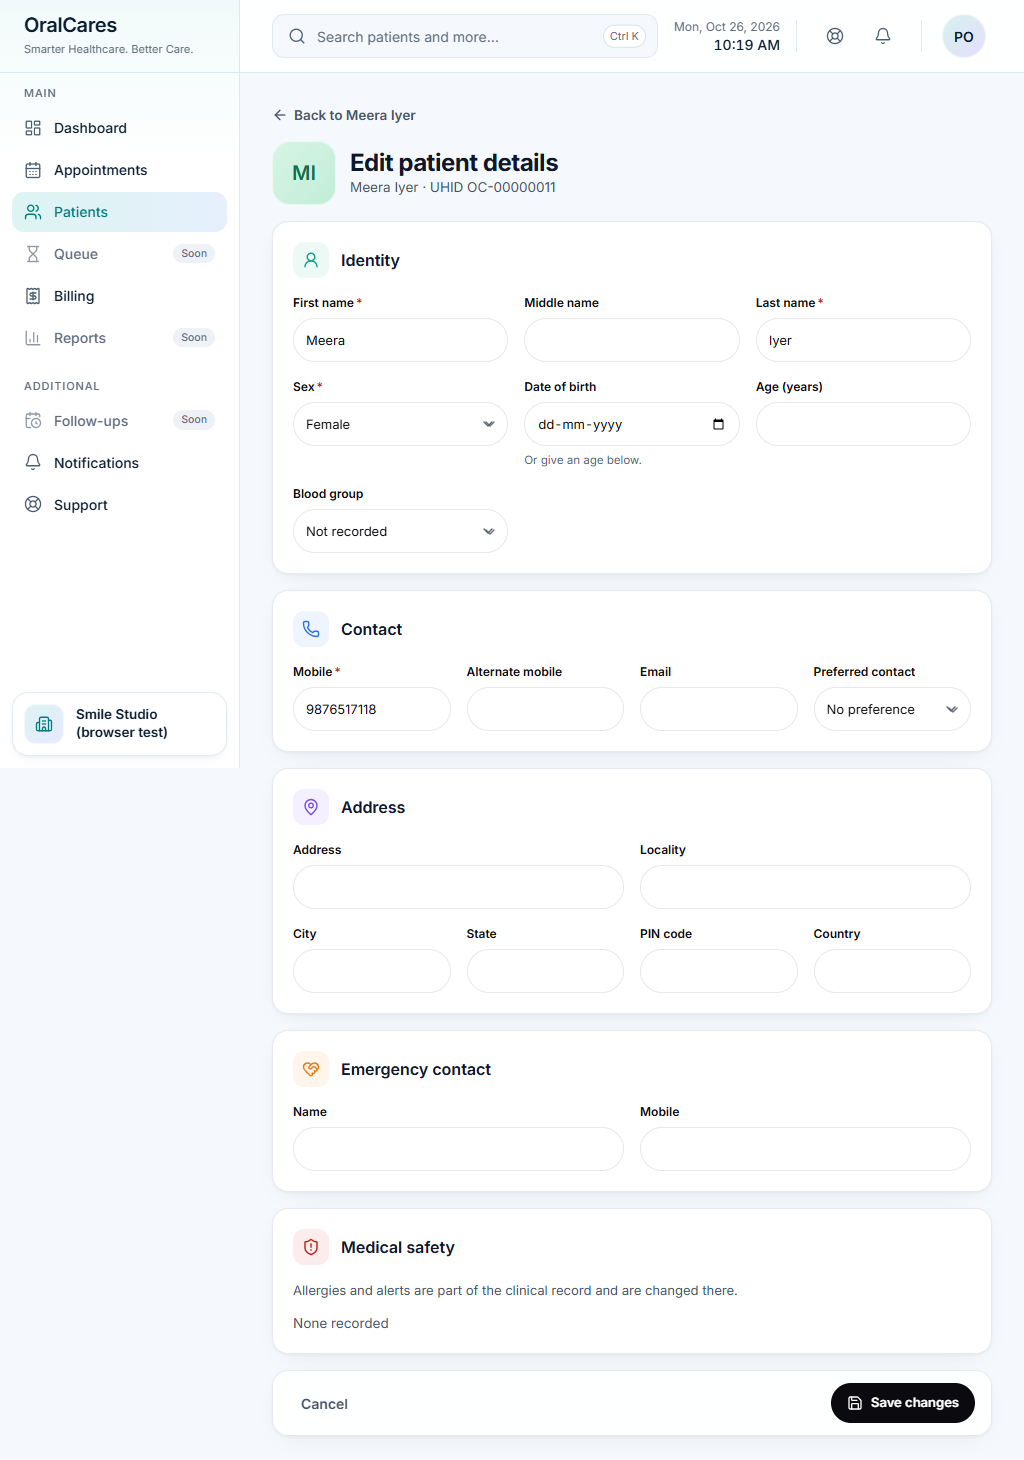 OralCares
Smarter Healthcare. Better Care.
Search patients and more...
Ctrl K
Mon, Oct 26, 2026
10:19 AM
PO
MAIN
Dashboard
Appointments
Patients
Queue
Soon
Billing
Reports
Soon
ADDITIONAL
Follow-ups
Soon
Notifications
Support
Smile Studio
(browser test)
Back to Meera Iyer
MI
Edit patient details
Meera Iyer · UHID OC-00000011
Identity
First name *
Middle name
Last name *
Meera
Iyer
Sex *
Date of birth
Age (years)
Female
dd-mm-yyyy
Or give an age below.
Blood group
Not recorded
Contact
Mobile *
Alternate mobile
Email
Preferred contact
9876517118
No preference
Address
Address
Locality
City
State
PIN code
Country
Emergency contact
Name
Mobile
Medical safety
Allergies and alerts are part of the clinical record and are changed there.
None recorded
Cancel
Save changes